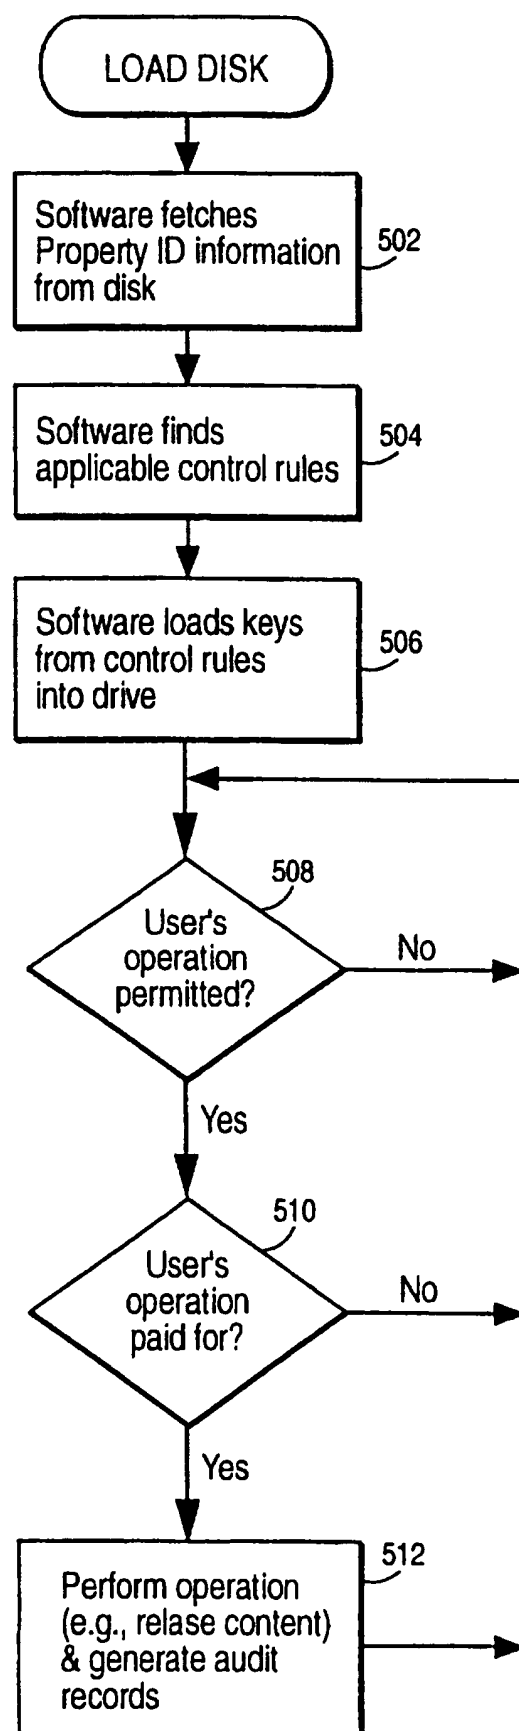 LOAD DISK
Software fetches
Property ID information
from disk
502
Software finds
applicable control rules
504
Software loads keys
from control rules
into drive
506
508
User's
operation
permitted?
No
Yes
510
User's
operation
paid for?
No
Yes
512
Perform operation
(e.g., relase content)
& generate audit
records